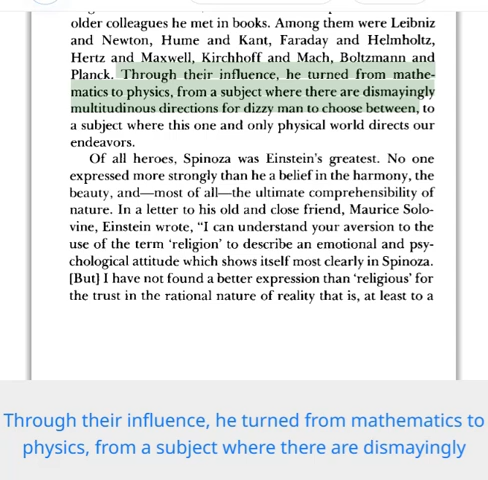 older colleagues he met in books. Among them were Leibniz
and Newton, Hume and Kant, Faraday and Helmholtz,
Hertz and Maxwell, Kirchhoff and Mach, Boltzmann and
Planck. Through their influence, he turned from mathe-
matics to physics, from a subject where there are dismayingly
multitudinous directions for dizzy man to choose between, to
a subject where this one and only physical world directs our
endeavors.
Of all heroes, Spinoza was Einstein's greatest. No one
expressed more strongly than he a belief in the harmony, the
beauty, and—most of all—the ultimate comprehensibility of
nature. In a letter to his old and close friend, Maurice Solo-
vine, Einstein wrote, “I can understand your aversion to the
use of the term ‘religion’ to describe an emotional and psy-
chological attitude which shows itself most clearly in Spinoza.
[But] I have not found a better expression than ‘religious’ for
the trust in the rational nature of reality that is, at least to a
Through their influence, he turned from mathematics to
physics, from a subject where there are dismayingly